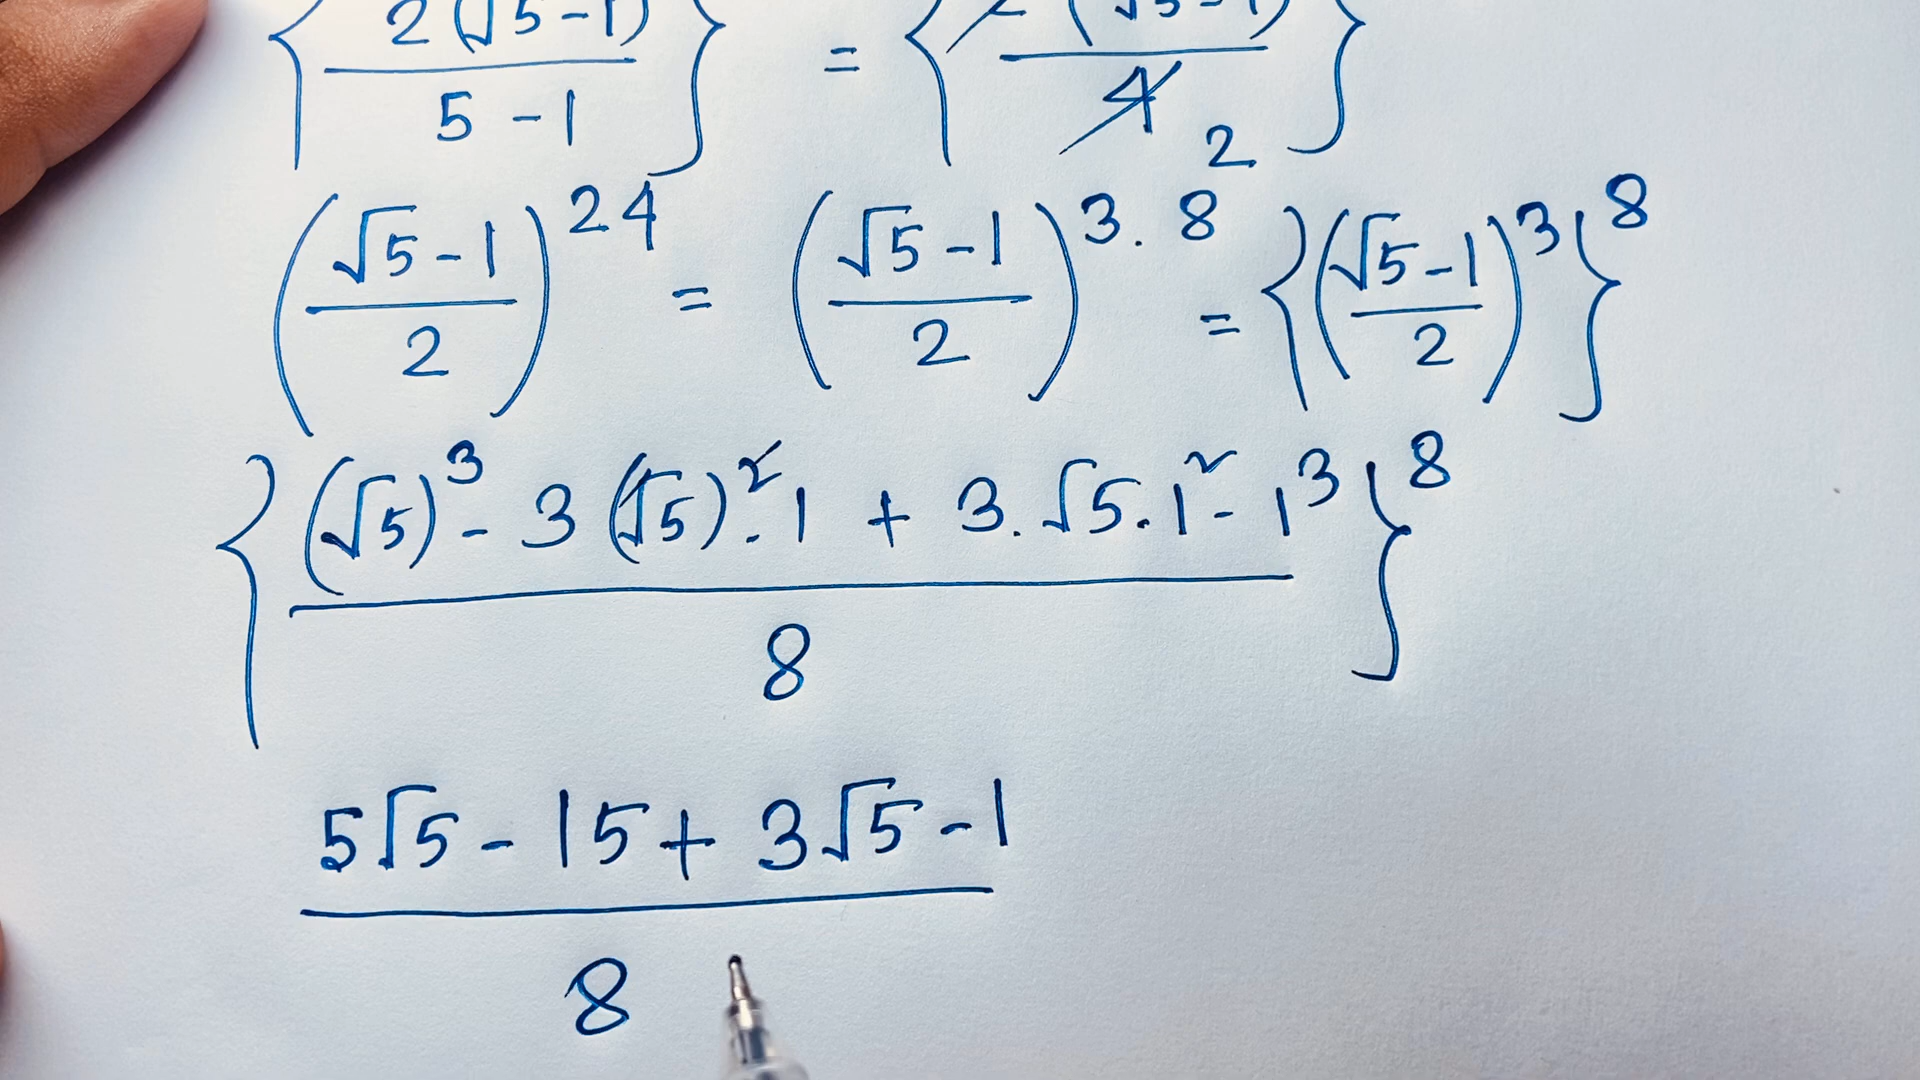 { 2(√5-1) / 5-1 } = { 2(√5-1) / 4 2 }
(√5-1 / 2)^24 = (√5-1 / 2)^3.8 = {(√5-1 / 2)^3}^8
{ (√5)^3 - 3(√5)^2.1 + 3.√5.1^2 - 1^3 / 8 }^8
5√5 - 15 + 3√5 - 1
8